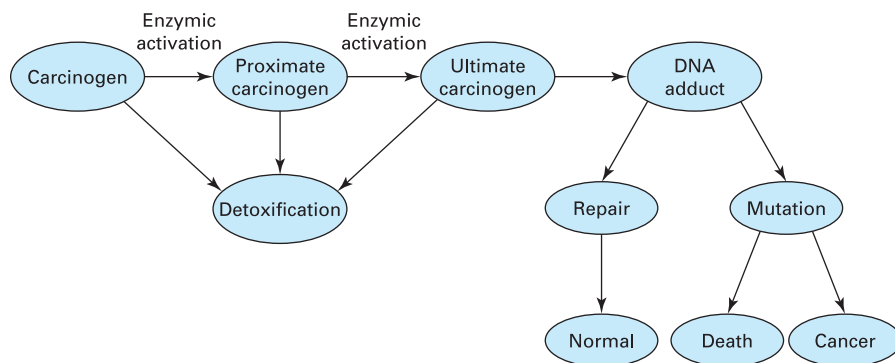 Enzymic
activation
Enzymic
activation
Carcinogen
Proximate
carcinogen
Ultimate
carcinogen
DNA
adduct
Detoxification
Repair
Mutation
Normal
Death
Cancer